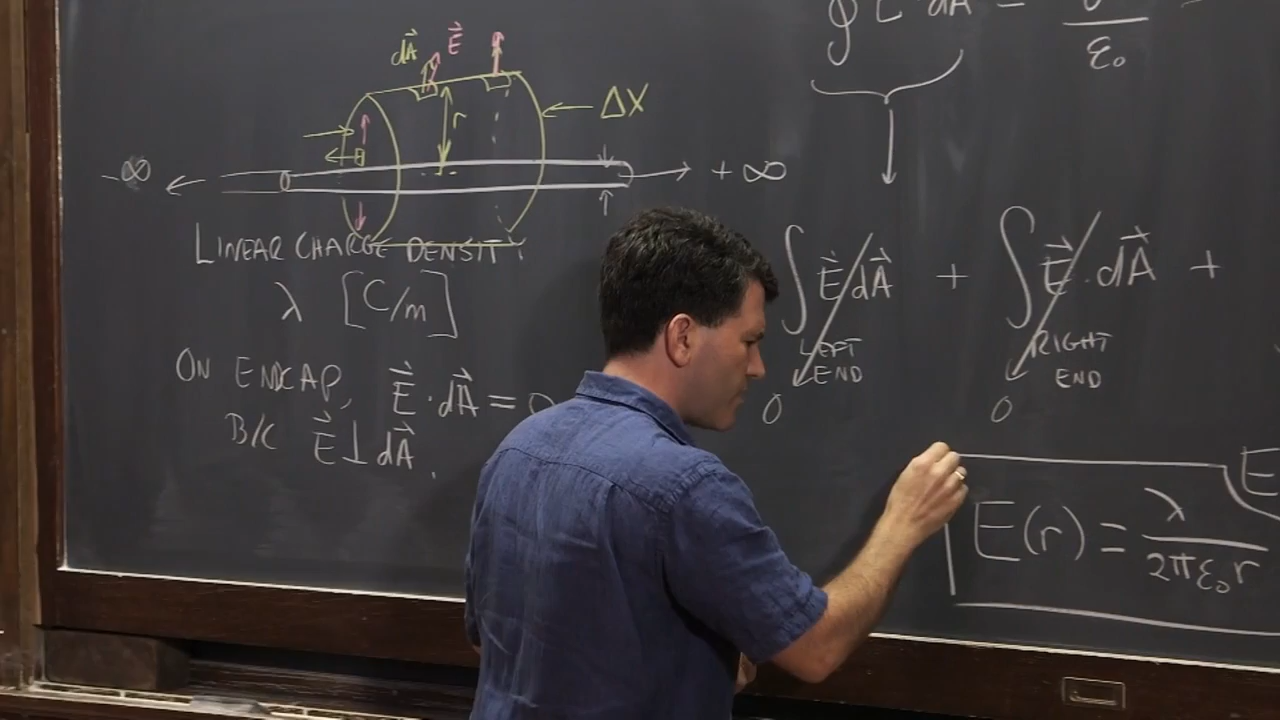 ∮ E · dA =
ε₀
dA⃗ E⃗
r
ΔX
-∞
+∞
LINEAR CHARGE DENSITY
λ [C/m]
ON ENDCAP, E⃗ · dA⃗ = 0
B/C E⃗ ⊥ dA⃗.
∫ E⃗ dA⃗ + ∫ E⃗ · dA⃗ +
LEFT END
RIGHT END
0
0
E
E(r) = λ / 2πε₀r